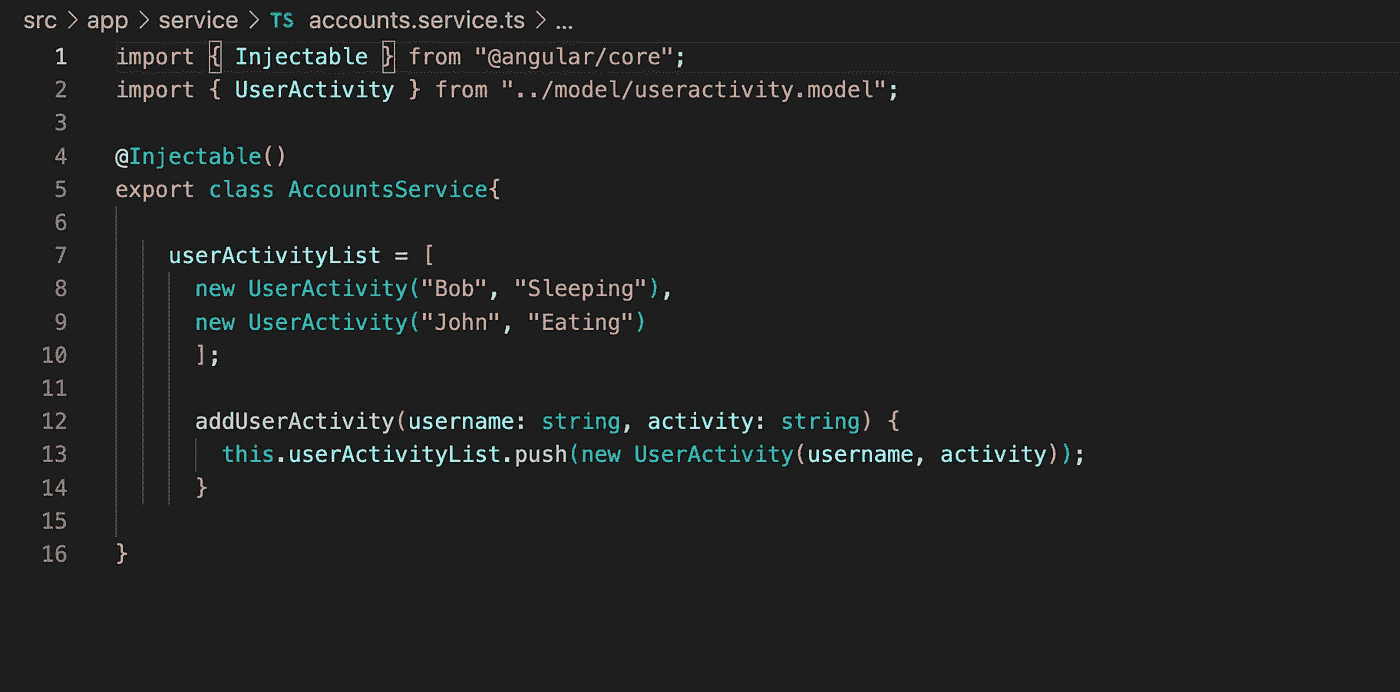 src > app > service > TS accounts.service.ts > ...
1 import { Injectable } from "@angular/core";
2 import { UserActivity } from "../model/useractivity.model";
3
4 @Injectable()
5 export class AccountsService{
6
7     userActivityList = [
8       new UserActivity("Bob", "Sleeping"),
9       new UserActivity("John", "Eating")
10       ];
11
12       addUserActivity(username: string, activity: string) {
13         this.userActivityList.push(new UserActivity(username, activity));
14       }
15
16 }